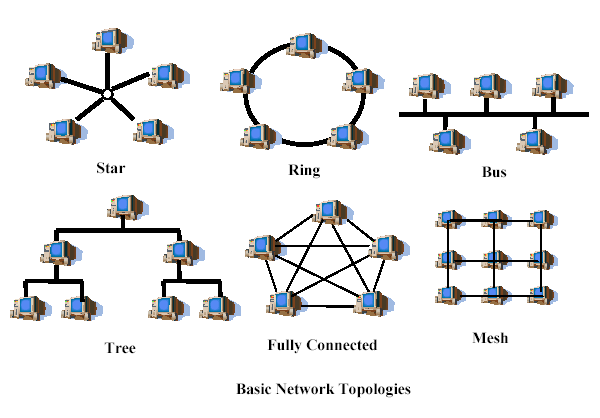 Star
Ring
Bus
Tree
Fully Connected
Mesh
Basic Network Topologies